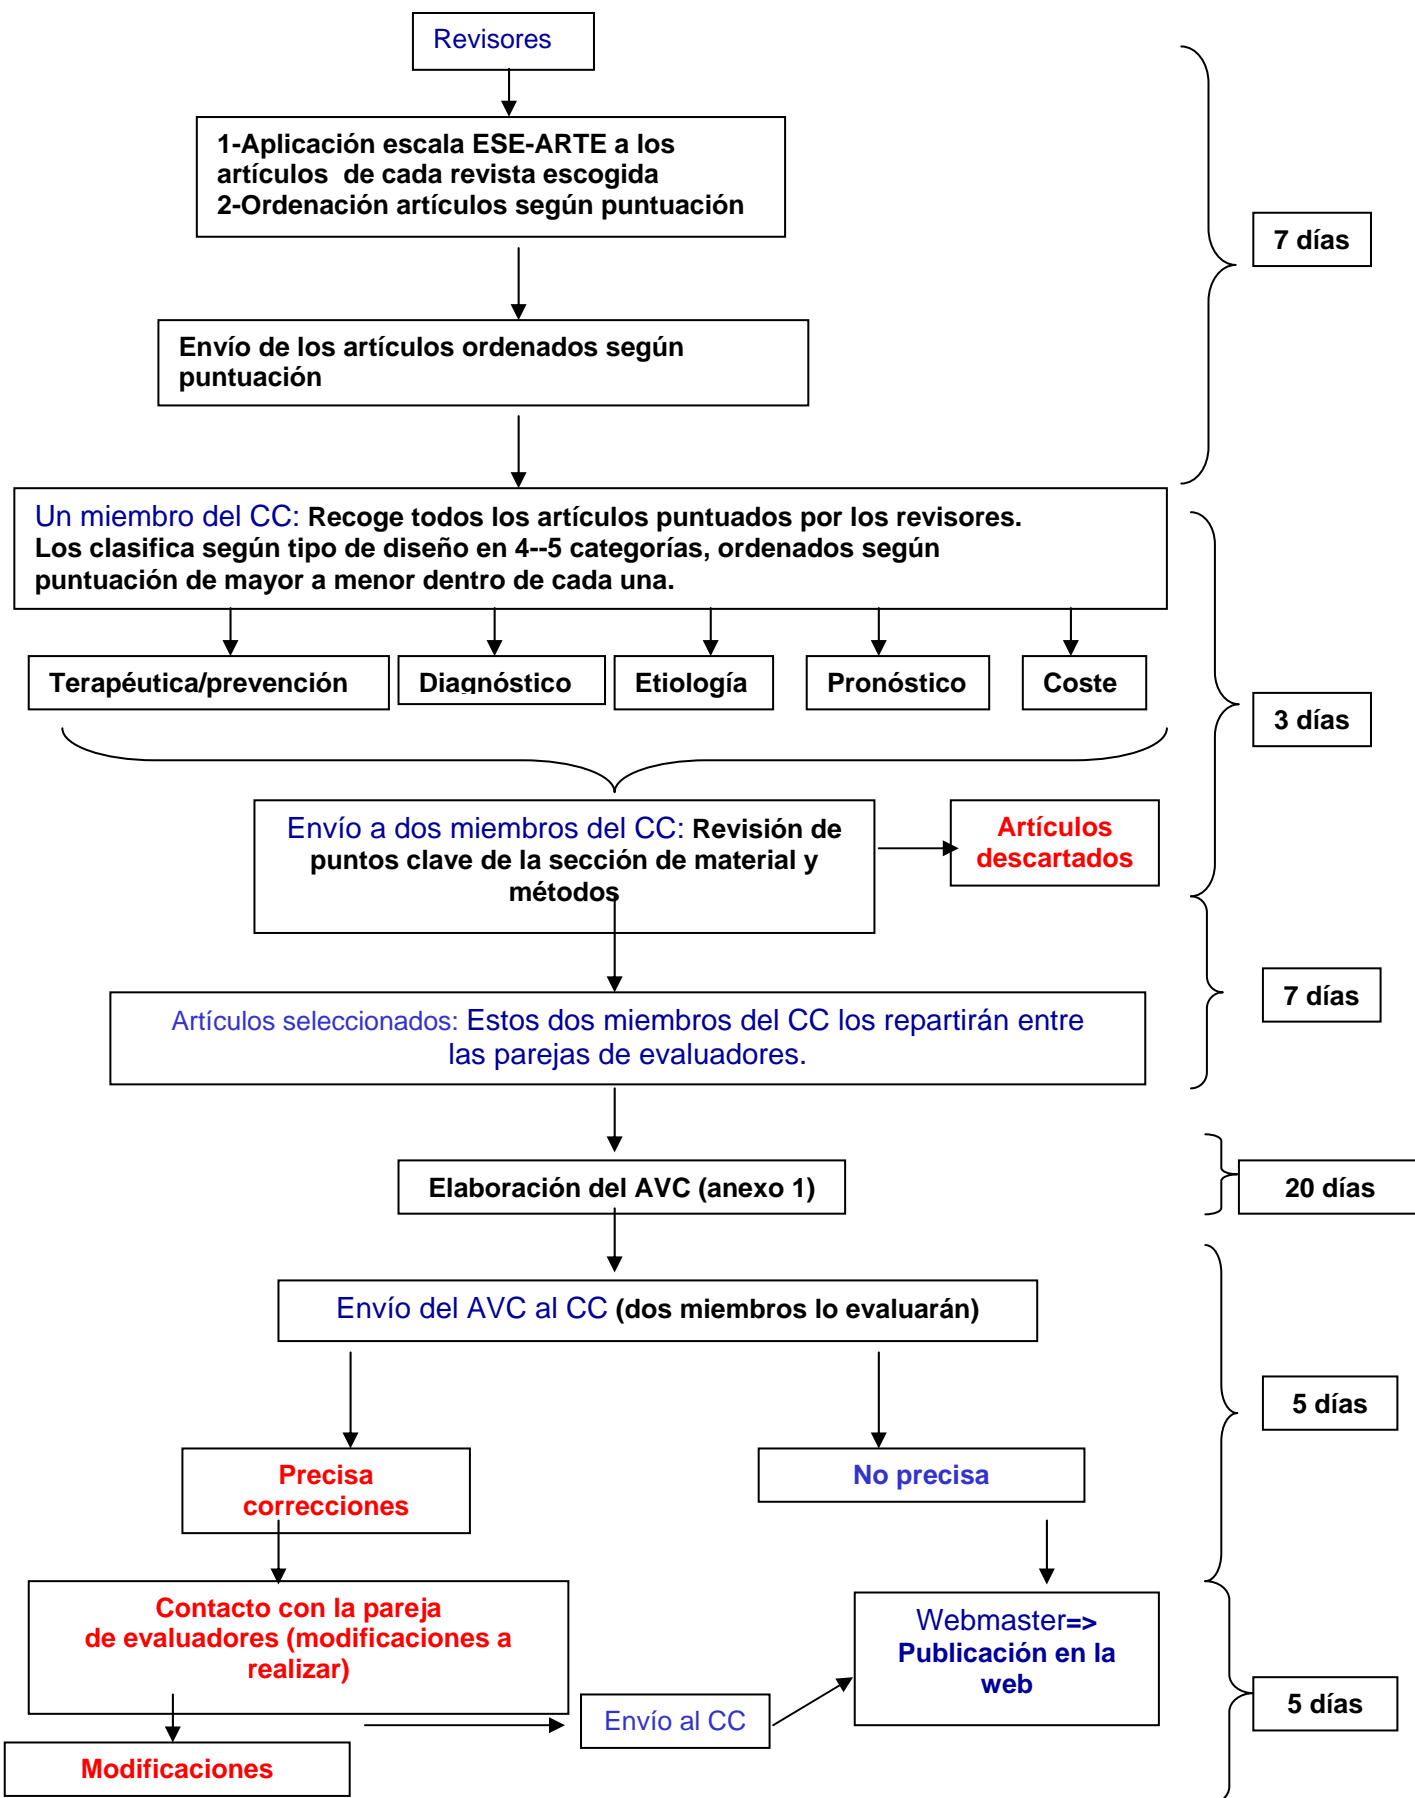 Revisores
1-Aplicación escala ESE-ARTE a los
artículos de cada revista escogida
2-Ordenación artículos según puntuación
7 días
Envío de los artículos ordenados según
puntuación
Un miembro del CC: Recoge todos los artículos puntuados por los revisores.
Los clasifica según tipo de diseño en 4--5 categorías, ordenados según
puntuación de mayor a menor dentro de cada una.
Terapéutica/prevención
Diagnóstico
Etiología
Pronóstico
Coste
3 días
Envío a dos miembros del CC: Revisión de
puntos clave de la sección de material y
métodos
Artículos
descartados
7 días
Artículos seleccionados: Estos dos miembros del CC los repartirán entre
las parejas de evaluadores.
Elaboración del AVC (anexo 1)
20 días
Envío del AVC al CC (dos miembros lo evaluarán)
5 días
Precisa
correcciones
No precisa
Contacto con la pareja
de evaluadores (modificaciones a
realizar)
Webmaster=>
Publicación en la
web
Envío al CC
5 días
Modificaciones